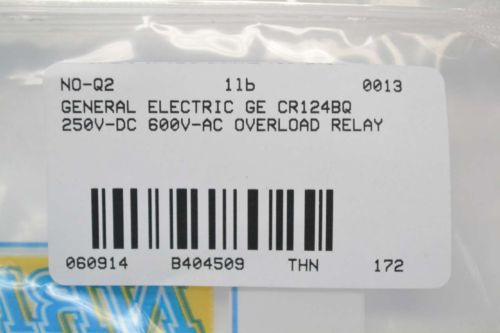 NO-Q2 1lb 0013
GENERAL ELECTRIC GE CR124BQ
250V-DC 600V-AC OVERLOAD RELAY
060914 B404509 THN 172